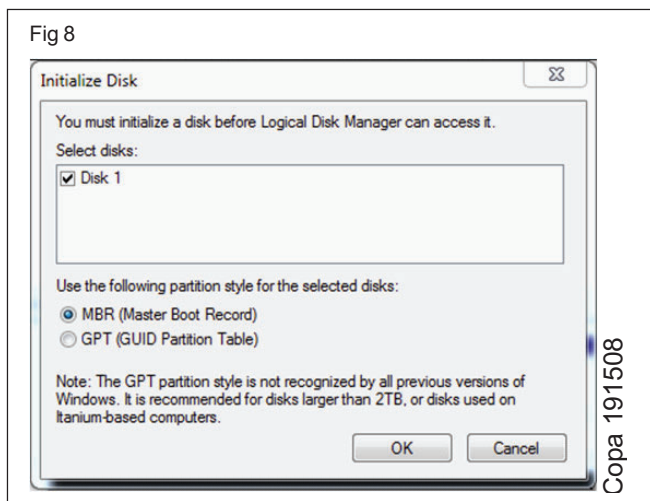 Fig 8
Initialize Disk
You must initialize a disk before Logical Disk Manager can access it.
Select disks:
Disk 1
Use the following partition style for the selected disks:
MBR (Master Boot Record)
GPT (GUID Partition Table)
Note: The GPT partition style is not recognized by all previous versions of
Windows. It is recommended for disks larger than 2TB, or disks used on
Itanium-based computers.
OK Cancel
Copa 191508